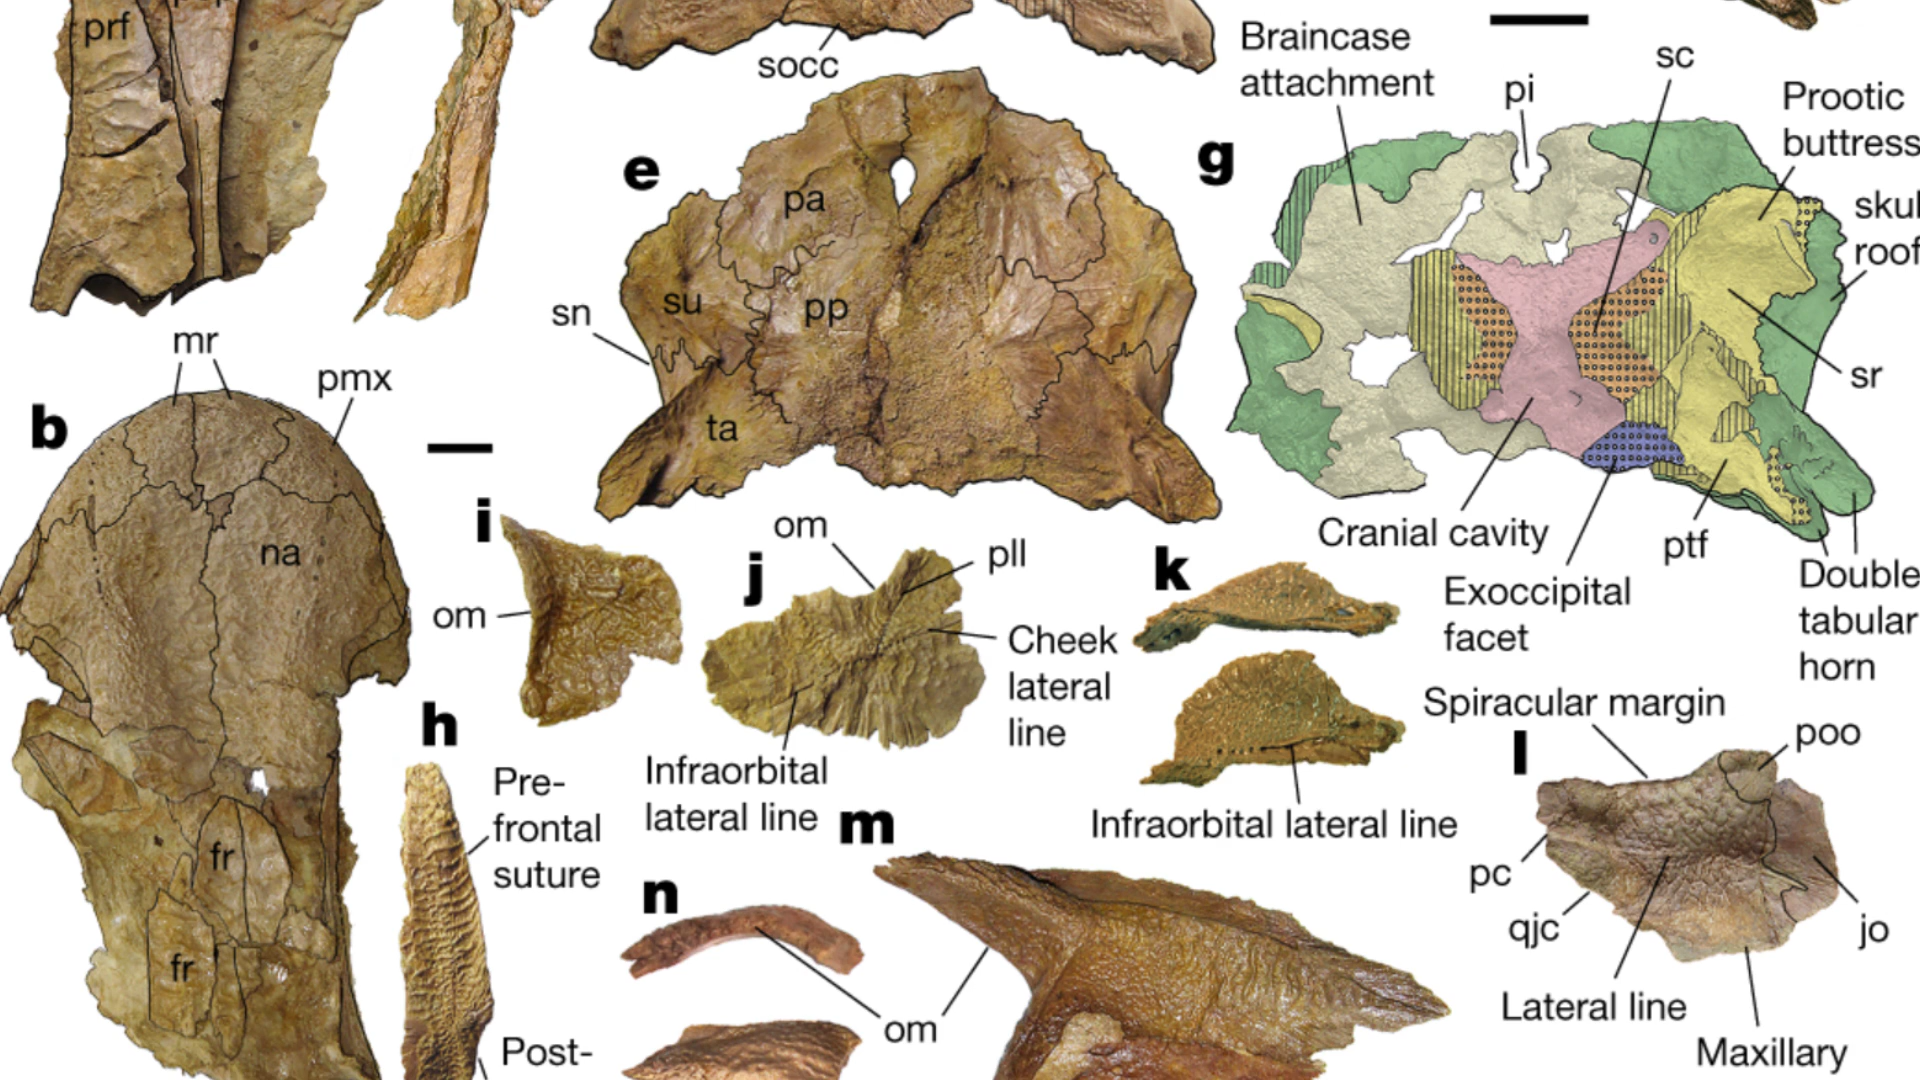 prf
socc
Braincase
attachment
sc
pi
Prootic
buttress
e
g
pa
skul
roof
su
pp
sn
sr
mr
pmx
b
ta
i
om
pll
Cranial cavity
ptf
j
k
na
om
Exoccipital
facet
Double
tabular
horn
Cheek
lateral
line
h
Spiracular margin
l
poo
Pre-
frontal
suture
Infraorbital
lateral line
m
Infraorbital lateral line
fr
pc
n
qjc
jo
fr
om
Lateral line
Post-
Maxillary